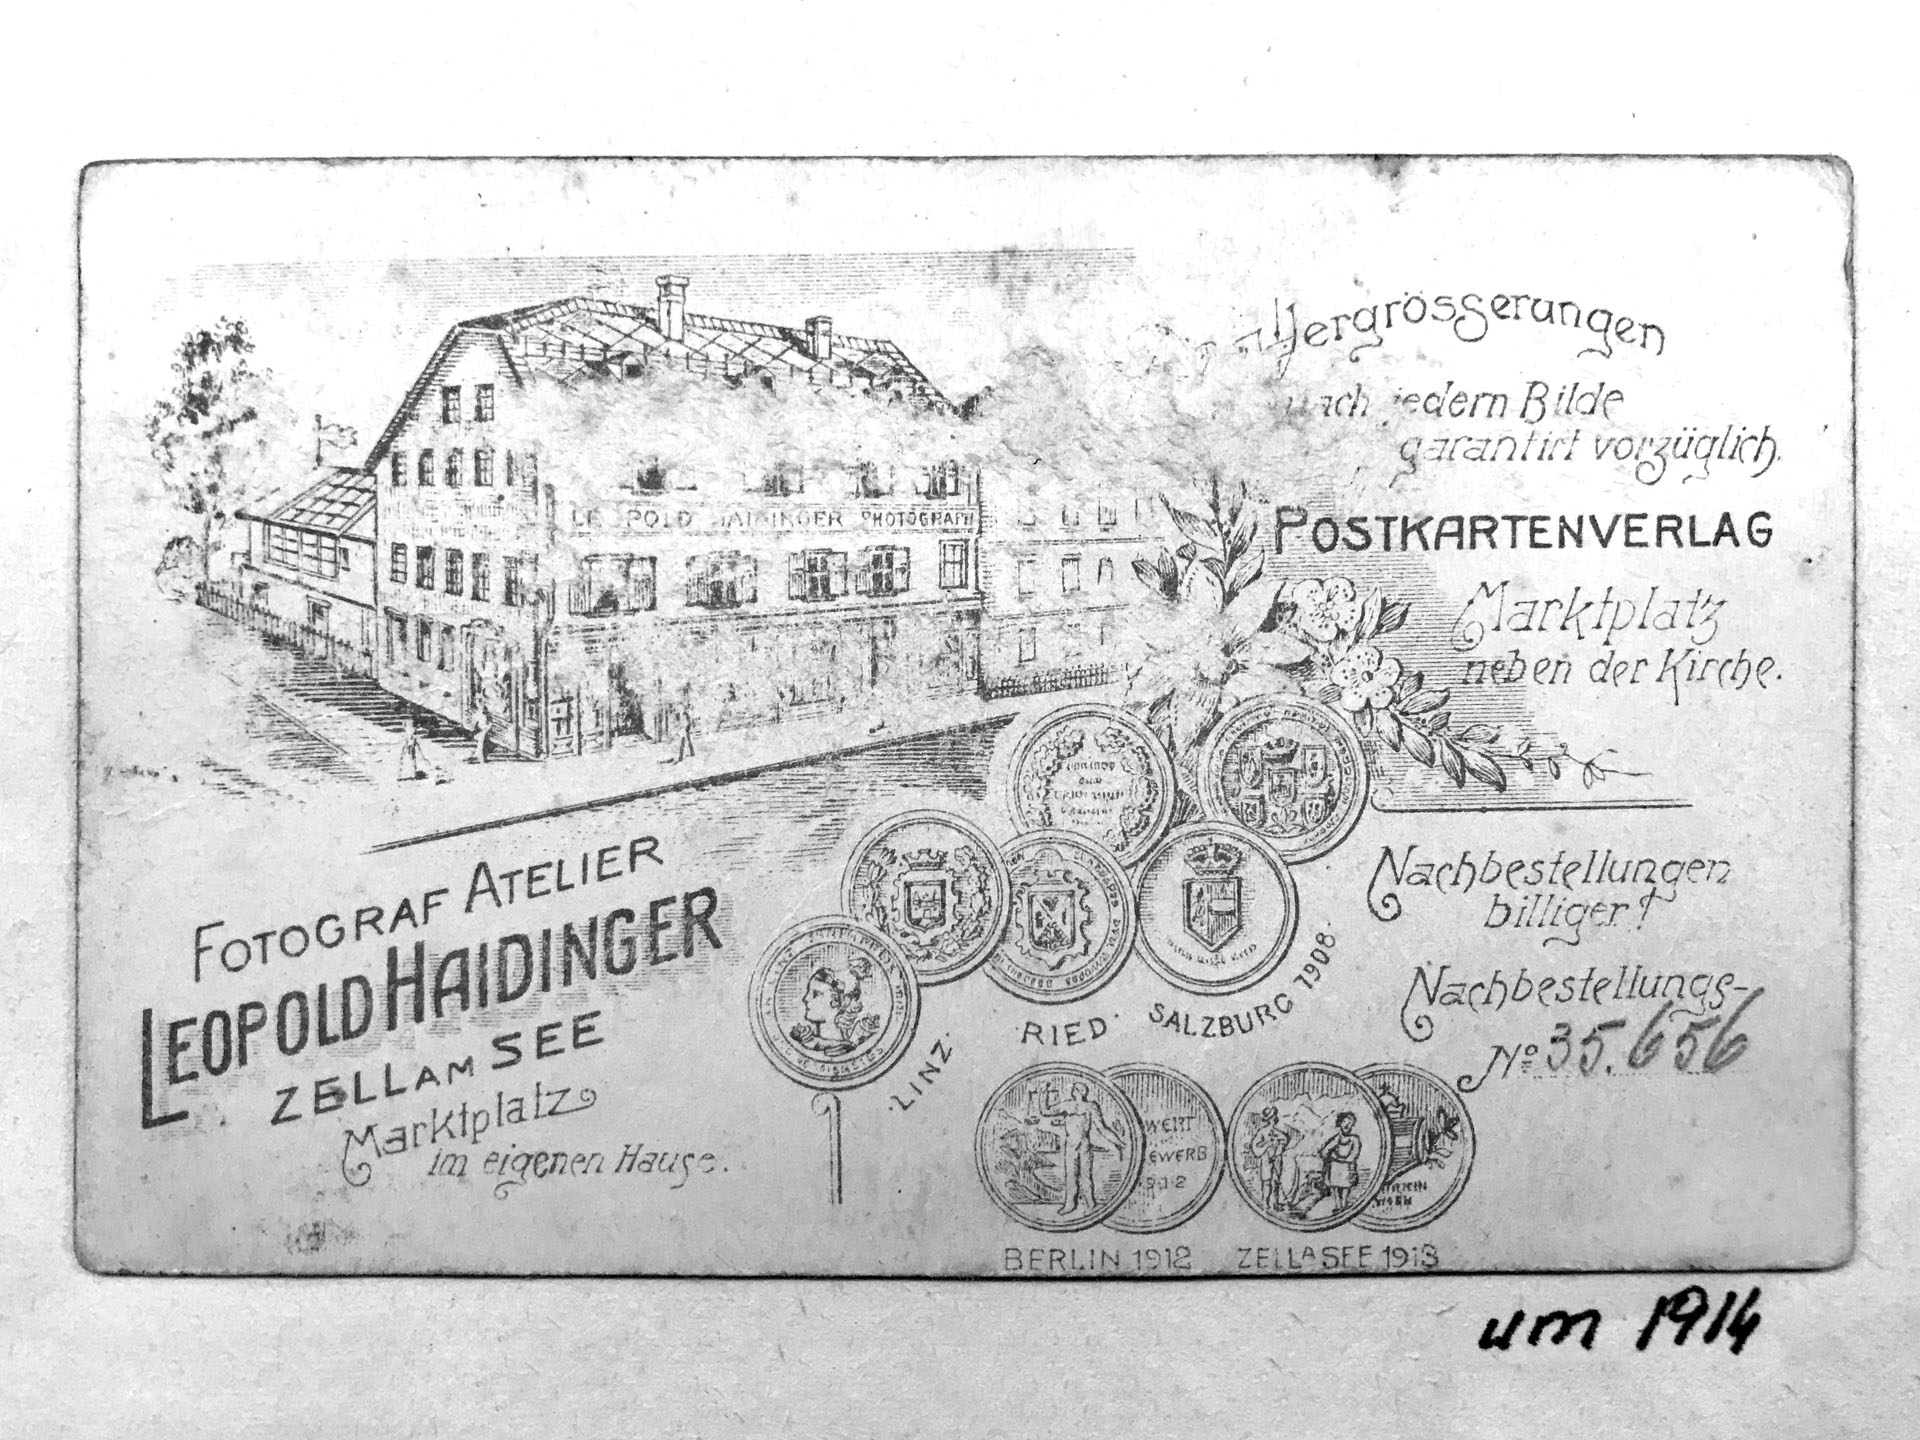 LEOPOLD HAIDINGER PHOTOGRAPH
Vergrösserungen
nach jedem Bilde
garantirt vorzüglich.
POSTKARTENVERLAG
Marktplatz
neben der Kirche.
FOTOGRAF ATELIER
LEOPOLD HAIDINGER
ZELL AM SEE
Marktplatz
im eigenen Hause.
LINZ.
RIED.
SALZBURG 1908.
Nachbestellungen
billiger!
Nachbestellungs-
No 35.656
BERLIN 1912
ZELL A SEE 1913
um 1914